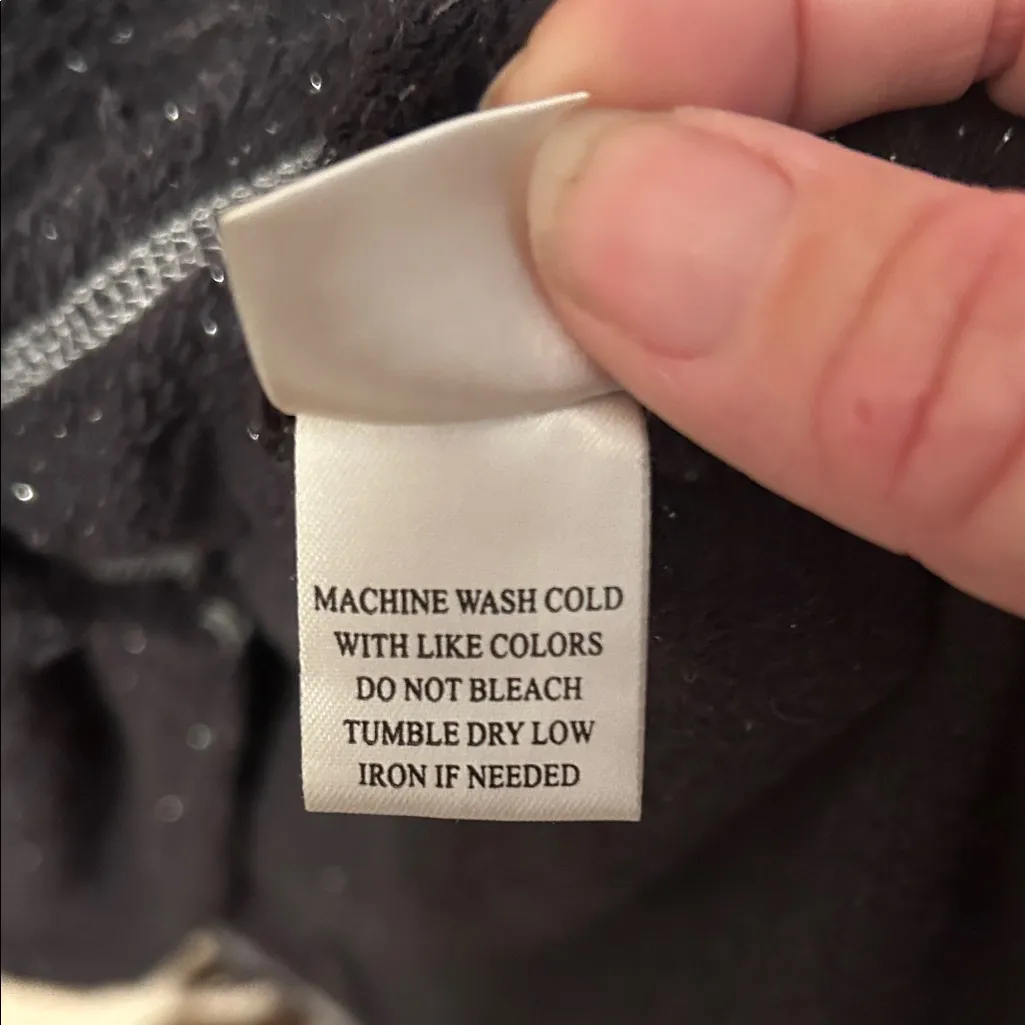 MACHINE WASH COLD
WITH LIKE COLORS
DO NOT BLEACH
TUMBLE DRY LOW
IRON IF NEEDED